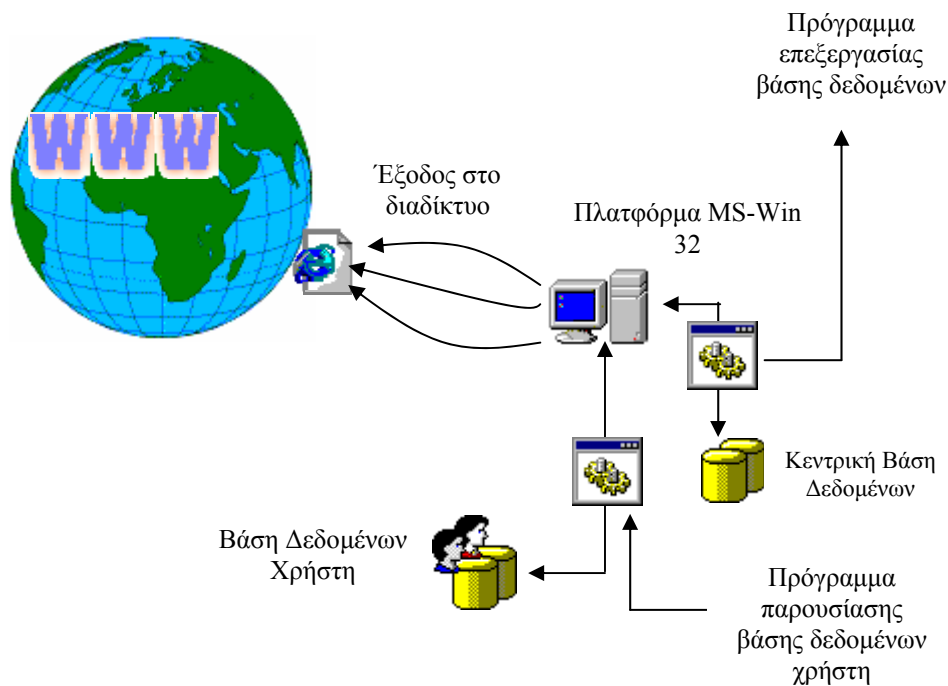 Πρόγραμμα
επεξεργασίας
βάσης δεδομένων
WWW
Έξοδος στο
διαδίκτυο
Πλατφόρμα MS-Win
32
Κεντρική Βάση
Δεδομένων
Βάση Δεδομένων
Χρήστη
Πρόγραμμα
παρουσίασης
βάσης δεδομένων
χρήστη